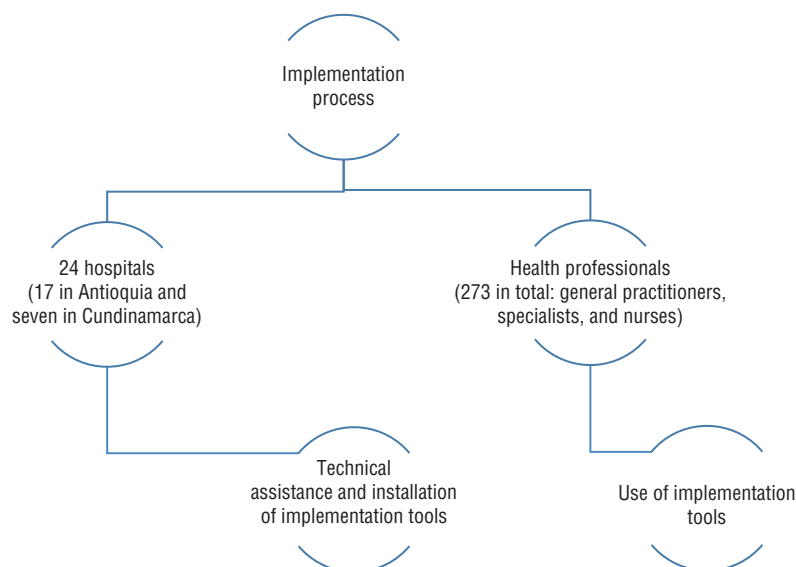 Implementation
process
24 hospitals
(17 in Antioquia and
seven in Cundinamarca)
Health professionals
(273 in total: general practitioners,
specialists, and nurses)
Technical
assistance and installation
of implementation tools
Use of implementation
tools